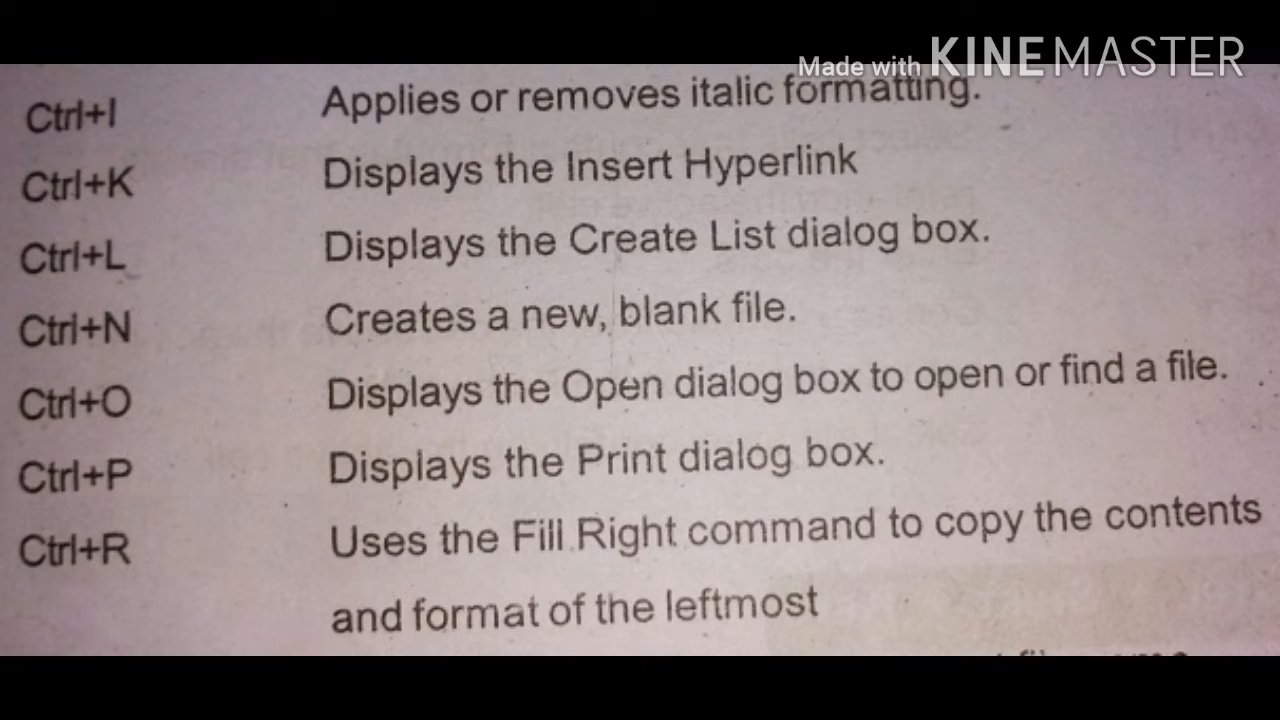 Made with KINEMASTER
Ctrl+I Applies or removes italic formatting.
Ctrl+K Displays the Insert Hyperlink
Ctrl+L Displays the Create List dialog box.
Ctrl+N Creates a new, blank file.
Ctrl+O Displays the Open dialog box to open or find a file.
Ctrl+P Displays the Print dialog box.
Ctrl+R Uses the Fill Right command to copy the contents
and format of the leftmost